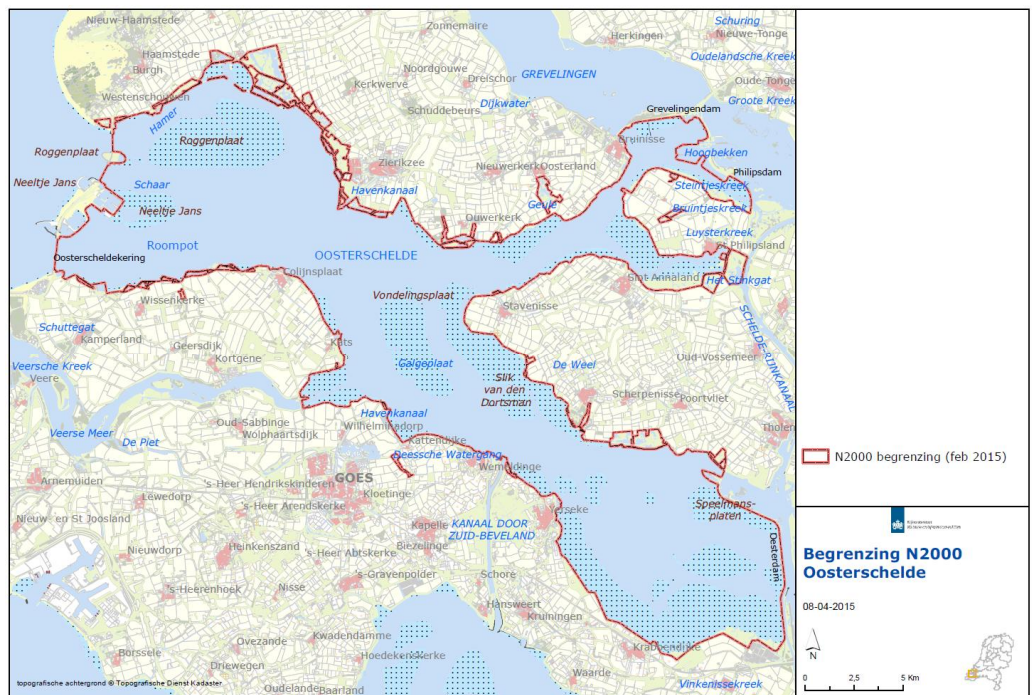 Nieuw-Haamstede
Zonnemaire
Schuring
Herkingen
Nieuwe-Tonge
Haamstede
Noordgouwe
Oudelandsche Kreek
Burgh
Dreischor
GREVELINGEN
Kerkwerve
Oude-Tonge
Westenschouwen
Schuddebeurs
Dijkwater
Groote Kreek
Hamer
Grevelingendam
Roggenplaat
Bruinisse
Roggenplaat
Zierikzee
Hoogbekken
Nieuwerkerk
Oosterland
Philipsdam
Neeltje Jans
Schaar
Havenkanaal
Steintjeskreek
Neeltje Jans
Geule
Bruintjeskreek
Ouwerkerk
Luysterkreek
Roompot
St Philipsland
Oosterscheldekering
OOSTERSCHELDE
Colijnsplaat
Sint-Annaland
Het Stinkgat
Wissenkerke
Vondelingsplaat
Stavenisse
Schuttegat
Kamperland
Geersdijk
Kats
SCHELDE-RIJNKANAAL
Kortgene
Oud-Vossemeer
Veersche Kreek
Galgeplaat
De Weel
Veere
Slik
van den
Dortsman
Scherpenisse
Poortvliet
Havenkanaal
Oud-Sabbinge
Wilhelminadorp
Tholen
Veerse Meer
Wolphaartsdijk
De Piet
Kattendijke
Deessche Watergang
Wemeldinge
N2000 begrenzing (feb 2015)
GOES
Arnemuiden
's-Heer Hendrikskinderen
Kloetinge
Lewedorp
Speelmans-
platen
's-Heer Arendskerke
Yerseke
Nieuw- en St Joosland
Kapelle
KANAAL DOOR
ZUID-BEVELAND
Nieuwdorp
Heinkenszand
Biezelinge
's-Heer Abtskerke
Oesterdam
Begrenzing N2000
Oosterschelde
's-Gravenpolder
Schore
's-Heerenhoek
Nisse
Hansweert
08-04-2015
Kruiningen
Kwadendamme
Ovezande
Borssele
Krabbendijke
N
Driewegen
Hoedekenskerke
Waarde
topografische achtergrond © Topografische Dienst Kadaster
Oudelande
Baarland
Vinkenissekreek
0 2,5 5 Km